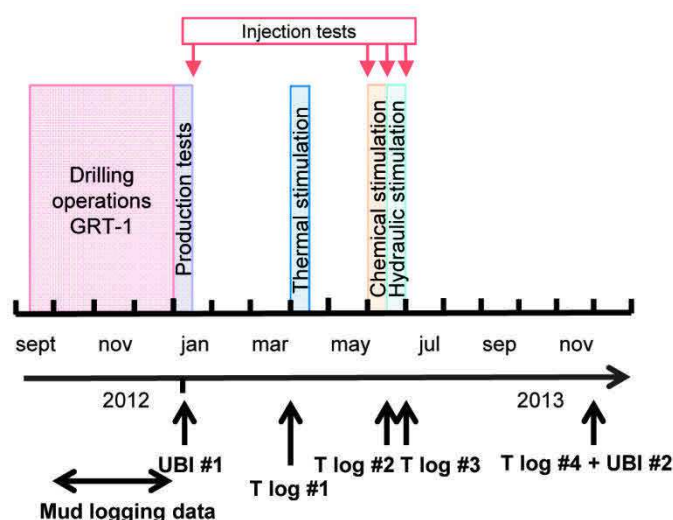 Injection tests
Drilling
operations
GRT-1
Production tests
Thermal stimulation
Chemical stimulation
Hydraulic stimulation
sept nov jan mar may jul sep nov
2012 2013
UBI #1
T log #1
T log #2 T log #3
T log #4 + UBI #2
Mud logging data